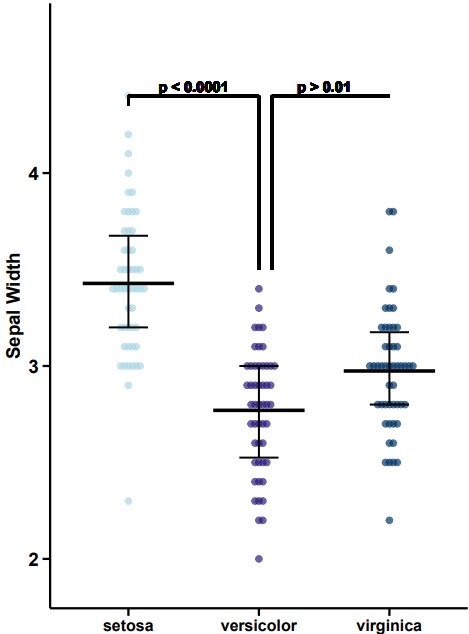 p < 0.0001
p > 0.01
4
3
2
Sepal Width
setosa
versicolor
virginica